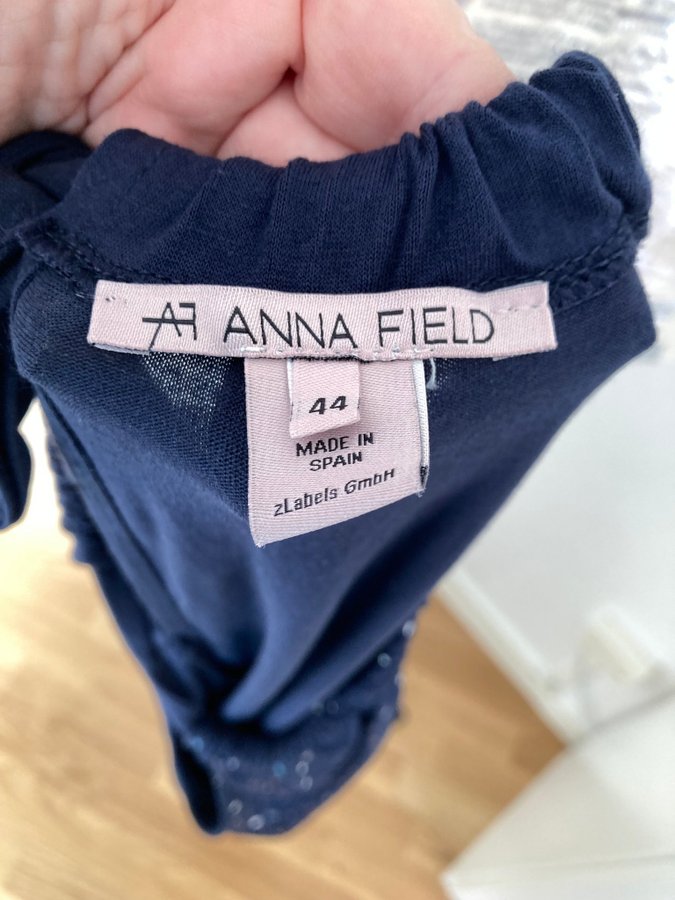 AF ANNA FIELD
44
MADE IN
SPAIN
zLabels GmbH